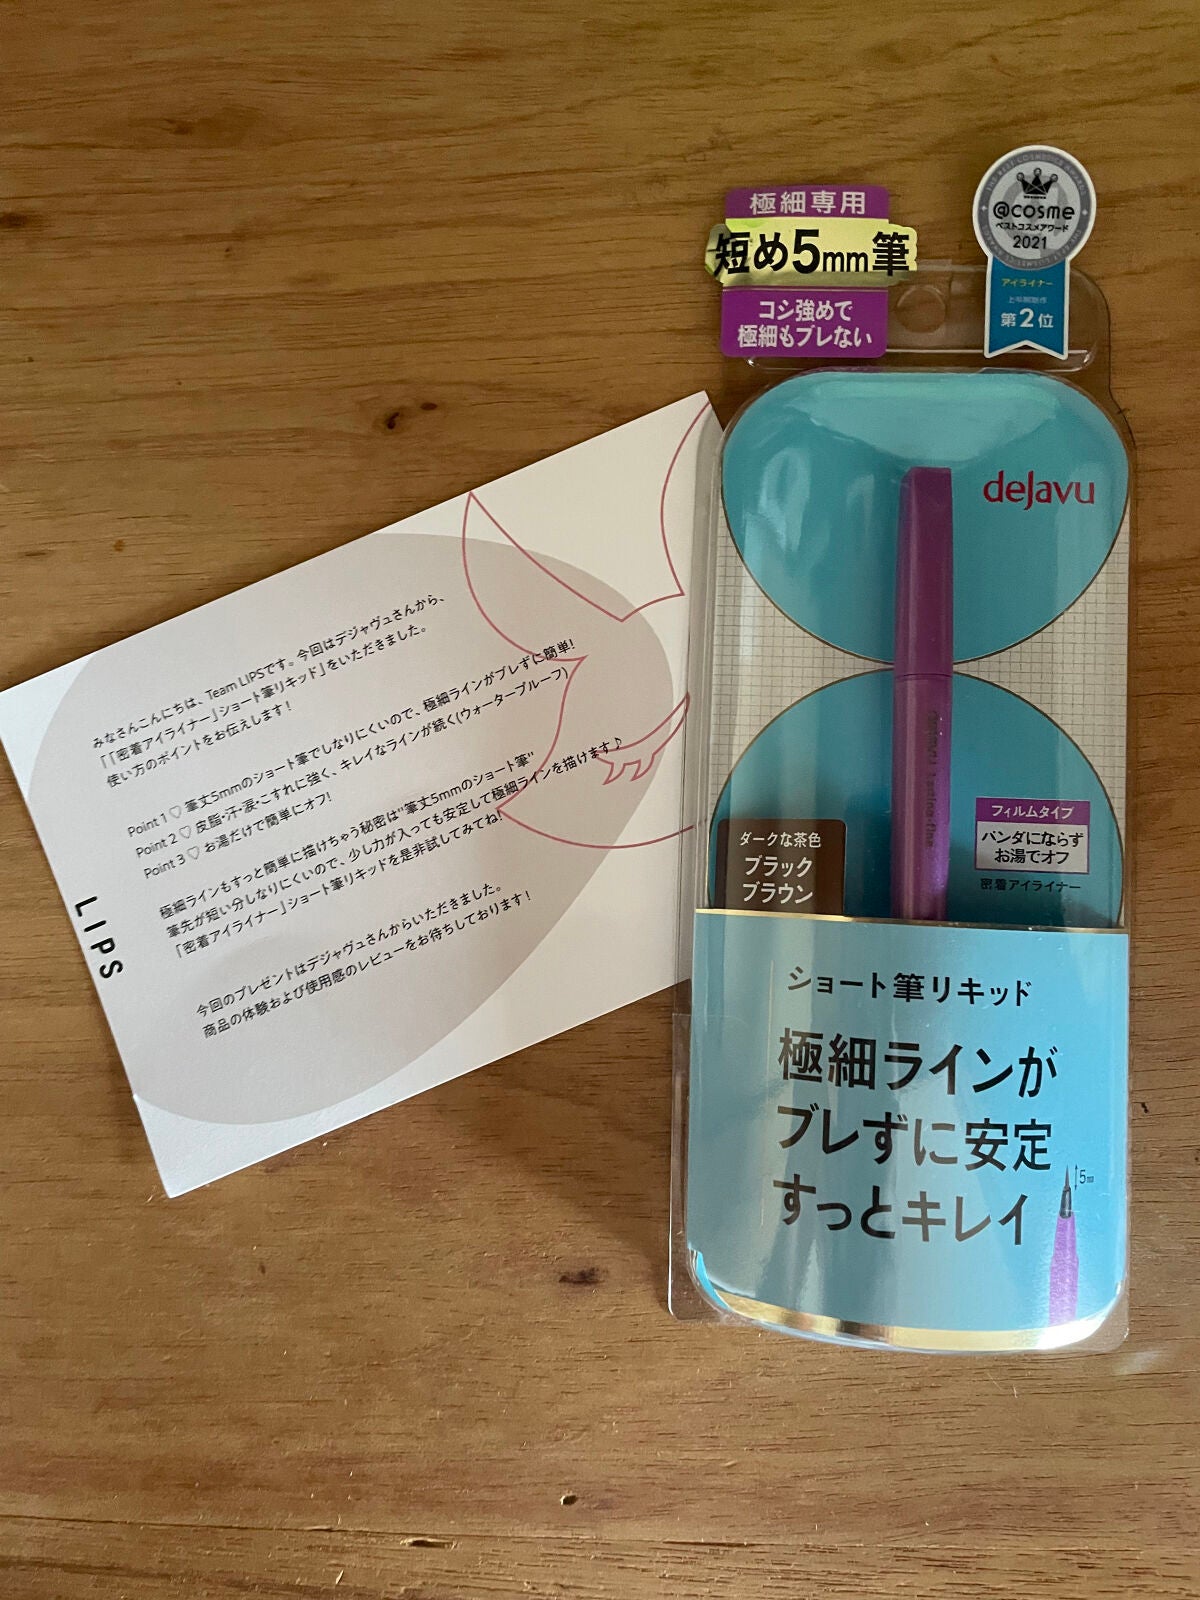 みなさんこんにちは、Team LIPSです。今回はデジャヴュさんから、
「「密着アイライナー」ショート筆リキッド」をいただきました。
使い方のポイントをお伝えします！
Point 1♡ 筆丈5mmのショート筆でしなりにくいので、極細ラインがブレずに簡単!
Point 2♡ 皮脂・汗・涙・こすれに強く、キレイなラインが続く(ウォータープルーフ)
Point 3♡ お湯だけで簡単にオフ!
極細ラインもすっと簡単に描けちゃう秘密は"筆丈5mmのショート筆"
筆先が短い分しなりにくいので、少し力が入っても安定して極細ラインを描けます♪
「密着アイライナー」ショート筆リキッドを是非試してみてね!
今回のプレゼントはデジャヴュさんからいただきました。
商品の体験および使用感のレビューをお待ちしております！
LIPS
極細専用
短め5mm筆
コシ強めで
極細もブレない
@cosme
ベストコスメアワード
2021
アイライナー
上半期新作
第2位
dejavu
フィルムタイプ
パンダにならず
お湯でオフ
密着アイライナー
ダークな茶色
ブラック
ブラウン
ショート筆リキッド
極細ラインが
ブレずに安定
すっとキレイ
5mm